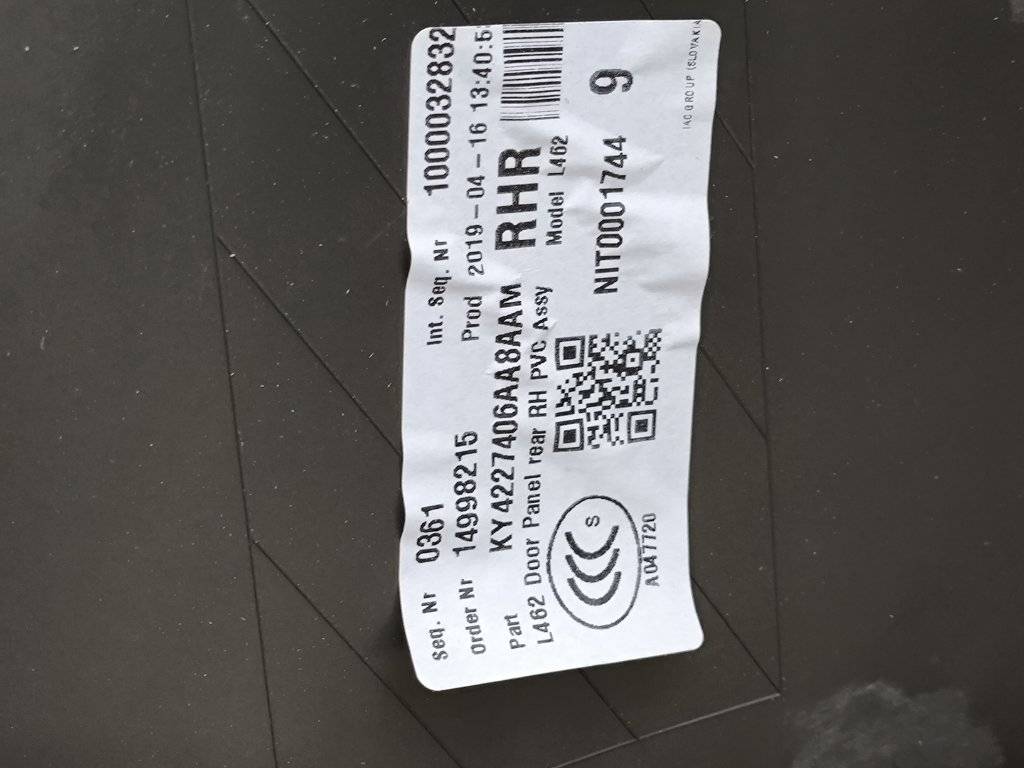 Seq. Nr 0361 Int. Seq. Nr 1000032832
Order Nr 14998215 Prod 2019-04-16 13:40:5
Part KY4227406AA8AAM RHR
L462 Door Panel rear RH PVC Assy Model L462
S
A047720
NIT0001744 9
IAC GROUP (SLOVAKIA